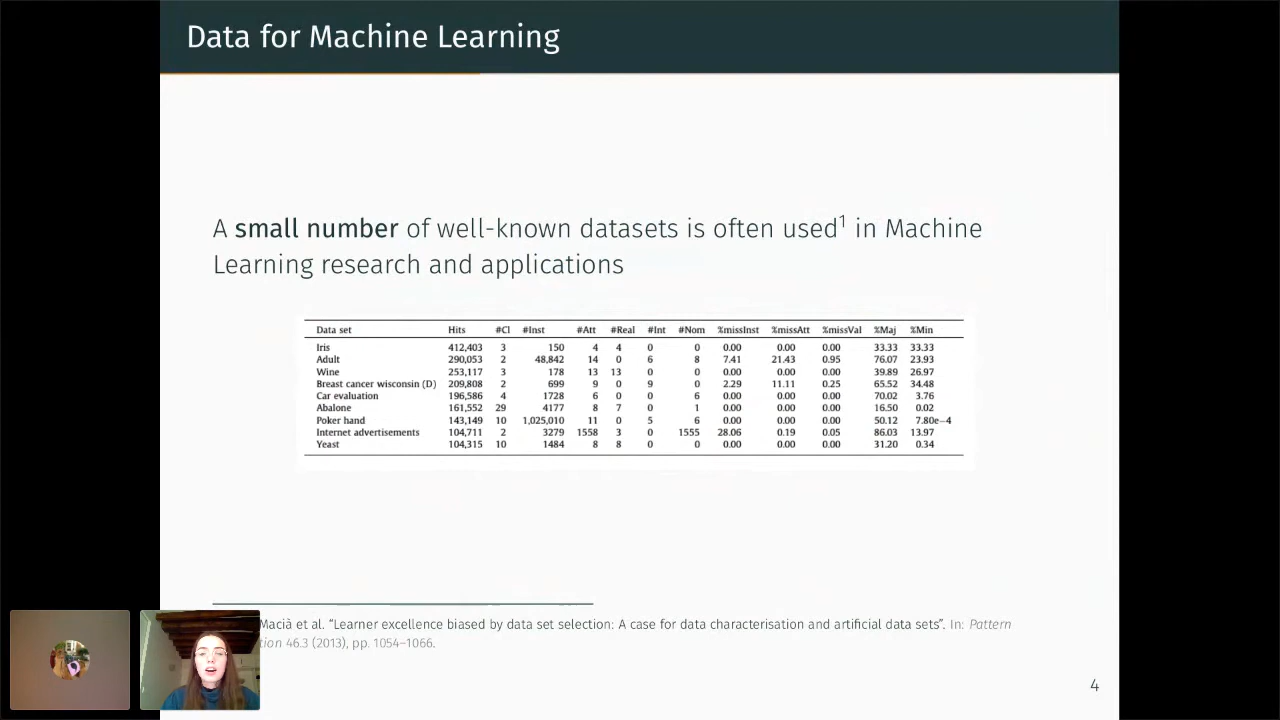 Data for Machine Learning
A small number of well-known datasets is often used1 in Machine
Learning research and applications
Data set Hits #Cl #Inst #Att #Real #Int #Nom %missInst %missAtt %missVal %Maj %Min
Iris 412,403 3 150 4 4 0 0 0.00 0.00 0.00 33.33 33.33
Adult 290,053 2 48,842 14 0 6 8 7.41 21.43 0.95 76.07 23.93
Wine 253,117 3 178 13 13 0 0 0.00 0.00 0.00 39.89 26.97
Breast cancer wisconsin (D) 209,808 2 699 9 0 9 0 2.29 11.11 0.25 65.52 34.48
Car evaluation 196,586 4 1728 6 0 0 6 0.00 0.00 0.00 70.02 3.76
Abalone 161,552 29 4177 8 7 0 1 0.00 0.00 0.00 16.50 0.02
Poker hand 143,149 10 1,025,010 11 0 5 6 0.00 0.00 0.00 50.12 7.80e−4
Internet advertisements 104,711 2 3279 1558 3 0 1555 28.06 0.19 0.05 86.03 13.97
Yeast 104,315 10 1484 8 8 0 0 0.00 0.00 0.00 31.20 0.34
Macià et al. “Learner excellence biased by data set selection: A case for data characterisation and artificial data sets”. In: Pattern
46.3 (2013), pp. 1054–1066.
4